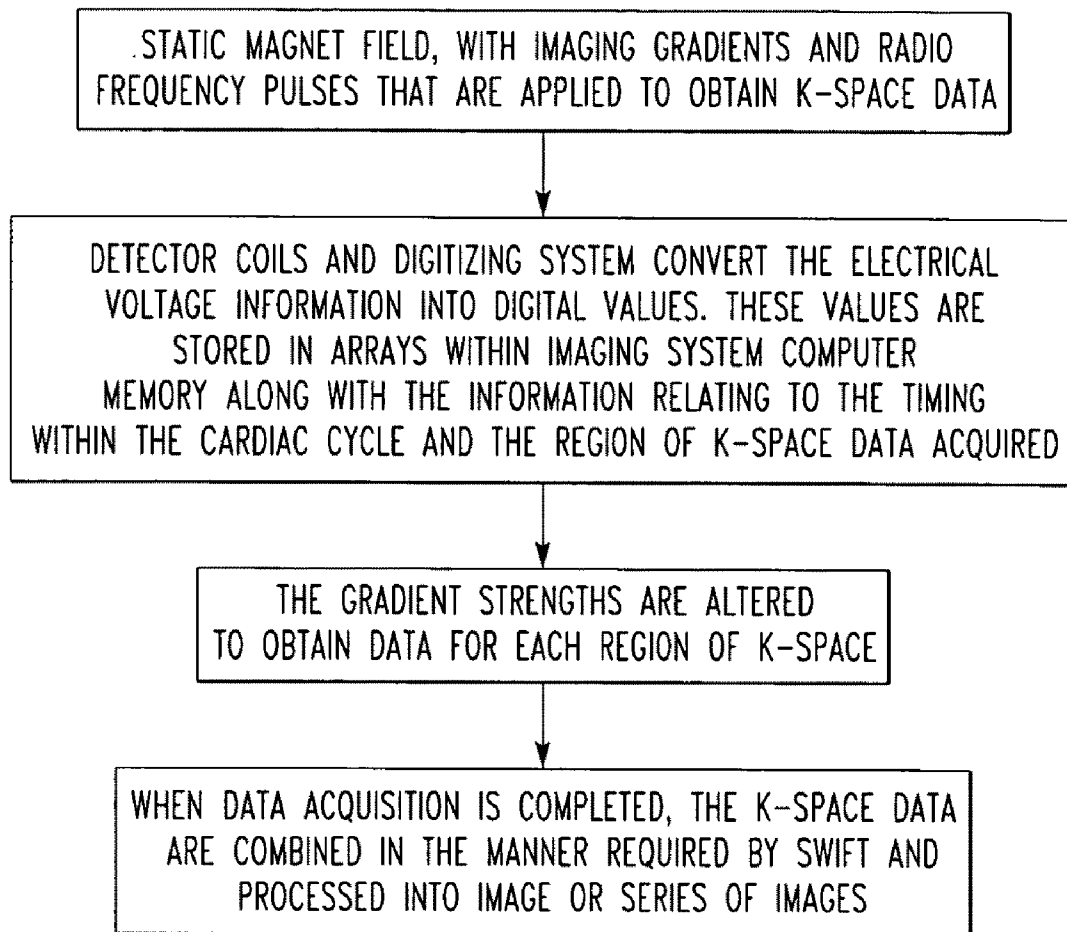 STATIC MAGNET FIELD, WITH IMAGING GRADIENTS AND RADIO
FREQUENCY PULSES THAT ARE APPLIED TO OBTAIN K-SPACE DATA
DETECTOR COILS AND DIGITIZING SYSTEM CONVERT THE ELECTRICAL
VOLTAGE INFORMATION INTO DIGITAL VALUES. THESE VALUES ARE
STORED IN ARRAYS WITHIN IMAGING SYSTEM COMPUTER
MEMORY ALONG WITH THE INFORMATION RELATING TO THE TIMING
WITHIN THE CARDIAC CYCLE AND THE REGION OF K-SPACE DATA ACQUIRED
THE GRADIENT STRENGTHS ARE ALTERED
TO OBTAIN DATA FOR EACH REGION OF K-SPACE
WHEN DATA ACQUISITION IS COMPLETED, THE K-SPACE DATA
ARE COMBINED IN THE MANNER REQUIRED BY SWIFT AND
PROCESSED INTO IMAGE OR SERIES OF IMAGES